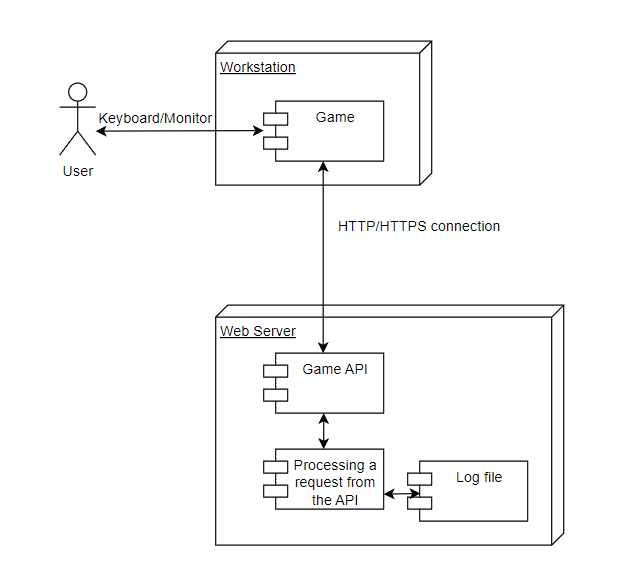 Workstation
Game
Keyboard/Monitor
User
HTTP/HTTPS connection
Web Server
Game API
Processing a
request from
the API
Log file